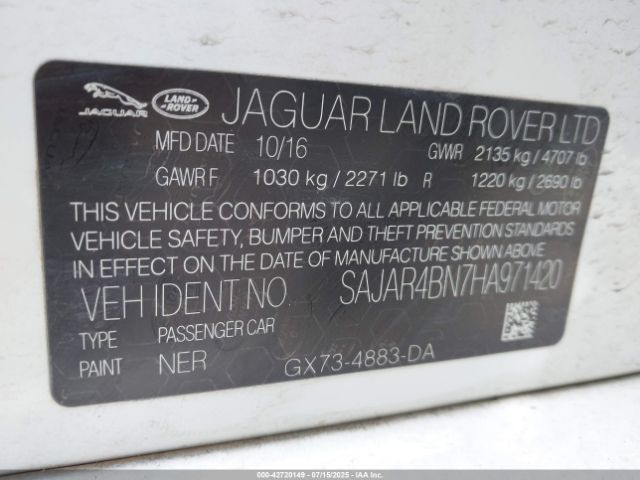 JAGUAR LAND ROVER JAGUAR LAND ROVER LTD
MFD DATE 10/16 GVWR 2135 kg / 4707 lb
GAWR F 1030 kg / 2271 lb R 1220 kg / 2690 lb
THIS VEHICLE CONFORMS TO ALL APPLICABLE FEDERAL MOTOR
VEHICLE SAFETY, BUMPER AND THEFT PREVENTION STANDARDS
IN EFFECT ON THE DATE OF MANUFACTURE SHOWN ABOVE.
VEH IDENT NO. SAJAR4BN7HA971420
TYPE PASSENGER CAR
PAINT NER GX73-4883-DA
000-42720149 07/15/2025 IAAI.COM